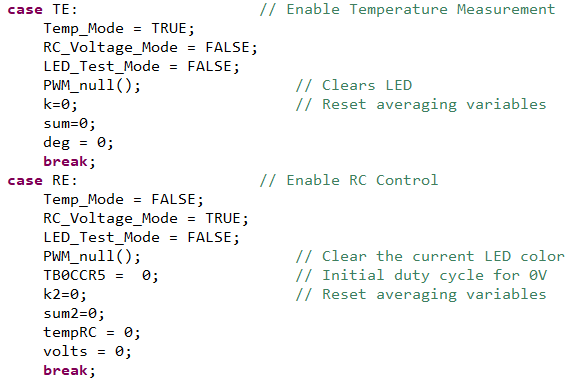 case TE:                    // Enable Temperature Measurement
    Temp_Mode = TRUE;
    RC_Voltage_Mode = FALSE;
    LED_Test_Mode = FALSE;
    PWM_null();                 // Clears LED
    k=0;                        // Reset averaging variables
    sum=0;
    deg = 0;
    break;
case RE:                    // Enable RC Control
    Temp_Mode = FALSE;
    RC_Voltage_Mode = TRUE;
    LED_Test_Mode = FALSE;
    PWM_null();                 // Clear the current LED color
    TB0CCR5 =  0;               // Initial duty cycle for 0V
    k2=0;                       // Reset averaging variables
    sum2=0;
    tempRC = 0;
    volts = 0;
    break;